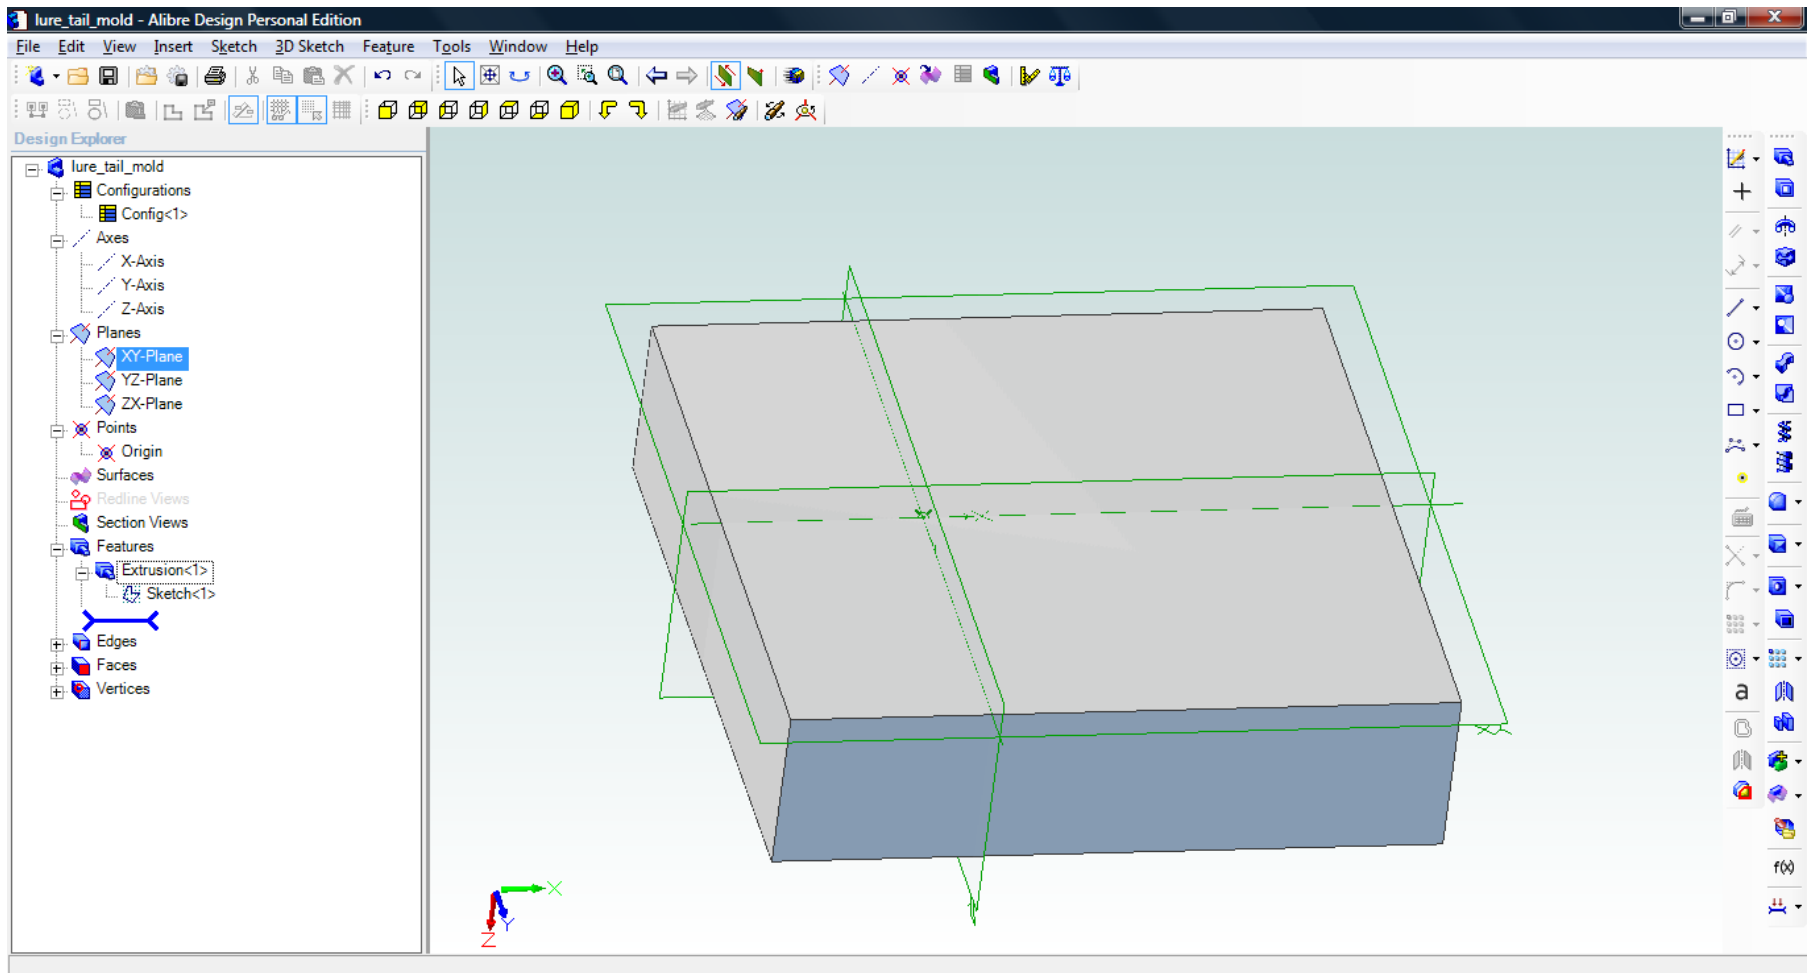 lure_tail_mold - Alibre Design Personal Edition
File Edit View Insert Sketch 3D Sketch Feature Tools Window Help
Design Explorer
lure_tail_mold
Configurations
Config<1>
Axes
X-Axis
Y-Axis
Z-Axis
Planes
XY-Plane
YZ-Plane
ZX-Plane
Points
Origin
Surfaces
Redline Views
Section Views
Features
Extrusion<1>
Sketch<1>
Edges
Faces
Vertices
X
Y
Z
a
f(x)